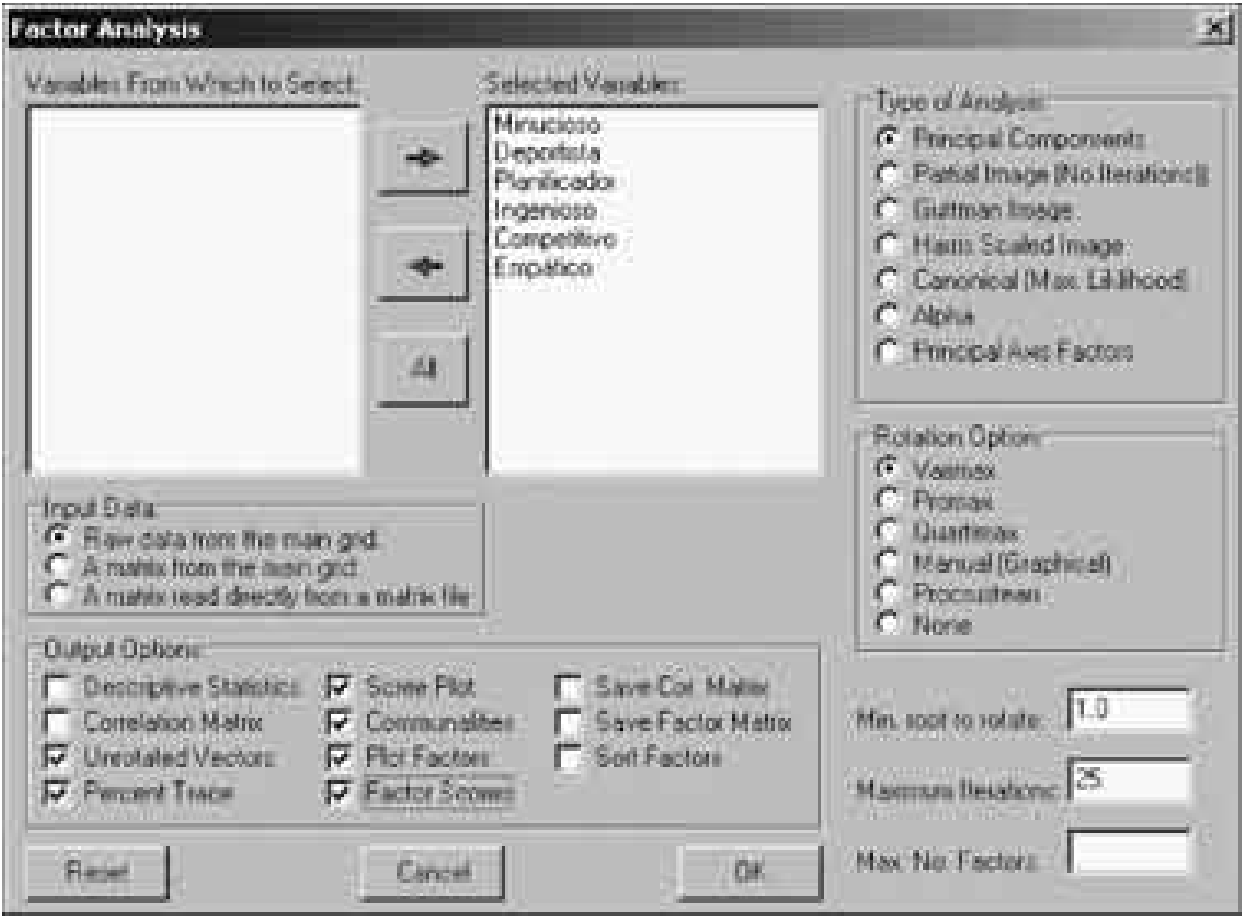 Factor Analysis
Variables From Which to Select:
Selected Variables:
Minucioso
Deportista
Planificador
Ingenioso
Competitivo
Empático
All
Type of Analysis:
Principal Components
Partial Image (No Iterations)
Guttman Image
Harris Scaled Image
Canonical (Max. Liklihood)
Alpha
Principal Axis Factors
Input Data:
Raw data from the main grid.
A matrix from the main grid
A matrix read directly from a matrix file
Rotation Option:
Varimax
Promax
Quartimax
Manual (Graphical)
Procrustean
None
Output Options:
Descriptive Statistics
Correlation Matrix
Unrotated Vectors
Percent Trace
Scree Plot
Communalities
Plot Factors
Factor Scores
Save Cor. Matrix
Save Factor Matrix
Sort Factors
Min. root to rotate:
1.0
Maximum Iterations:
25
Max. No. Factors:
Reset
Cancel
OK